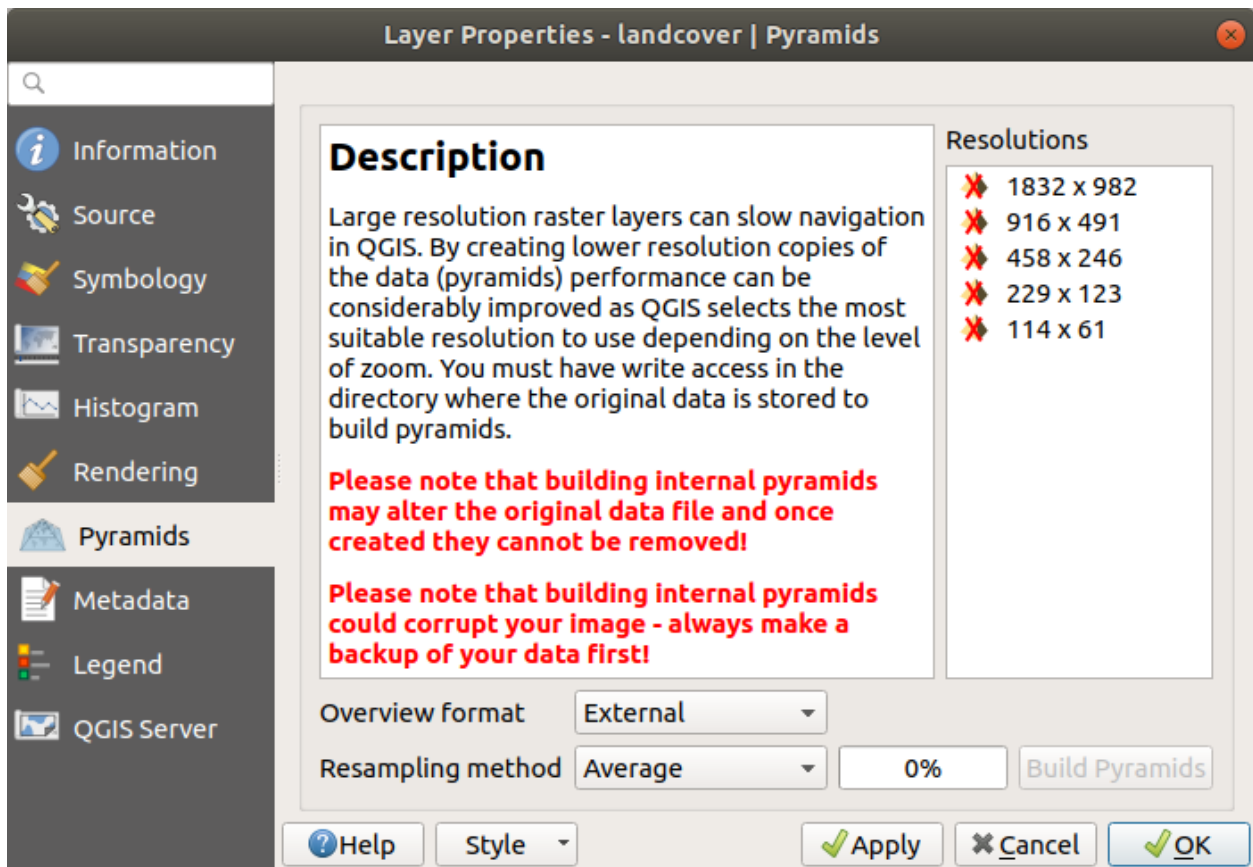 Layer Properties - landcover | Pyramids
Information
Source
Symbology
Transparency
Histogram
Rendering
Pyramids
Metadata
Legend
QGIS Server
Description
Large resolution raster layers can slow navigation
in QGIS. By creating lower resolution copies of
the data (pyramids) performance can be
considerably improved as QGIS selects the most
suitable resolution to use depending on the level
of zoom. You must have write access in the
directory where the original data is stored to
build pyramids.
Please note that building internal pyramids
may alter the original data file and once
created they cannot be removed!
Please note that building internal pyramids
could corrupt your image - always make a
backup of your data first!
Resolutions
1832 x 982
916 x 491
458 x 246
229 x 123
114 x 61
Overview format External
Resampling method Average 0% Build Pyramids
Help Style Apply Cancel OK